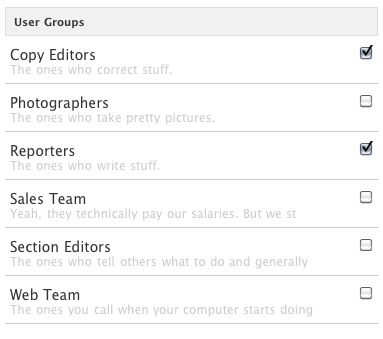 User Groups
Copy Editors
The ones who correct stuff.
Photographers
The ones who take pretty pictures.
Reporters
The ones who write stuff.
Sales Team
Yeah, they technically pay our salaries. But we st
Section Editors
The ones who tell others what to do and generally
Web Team
The ones you call when your computer starts doing